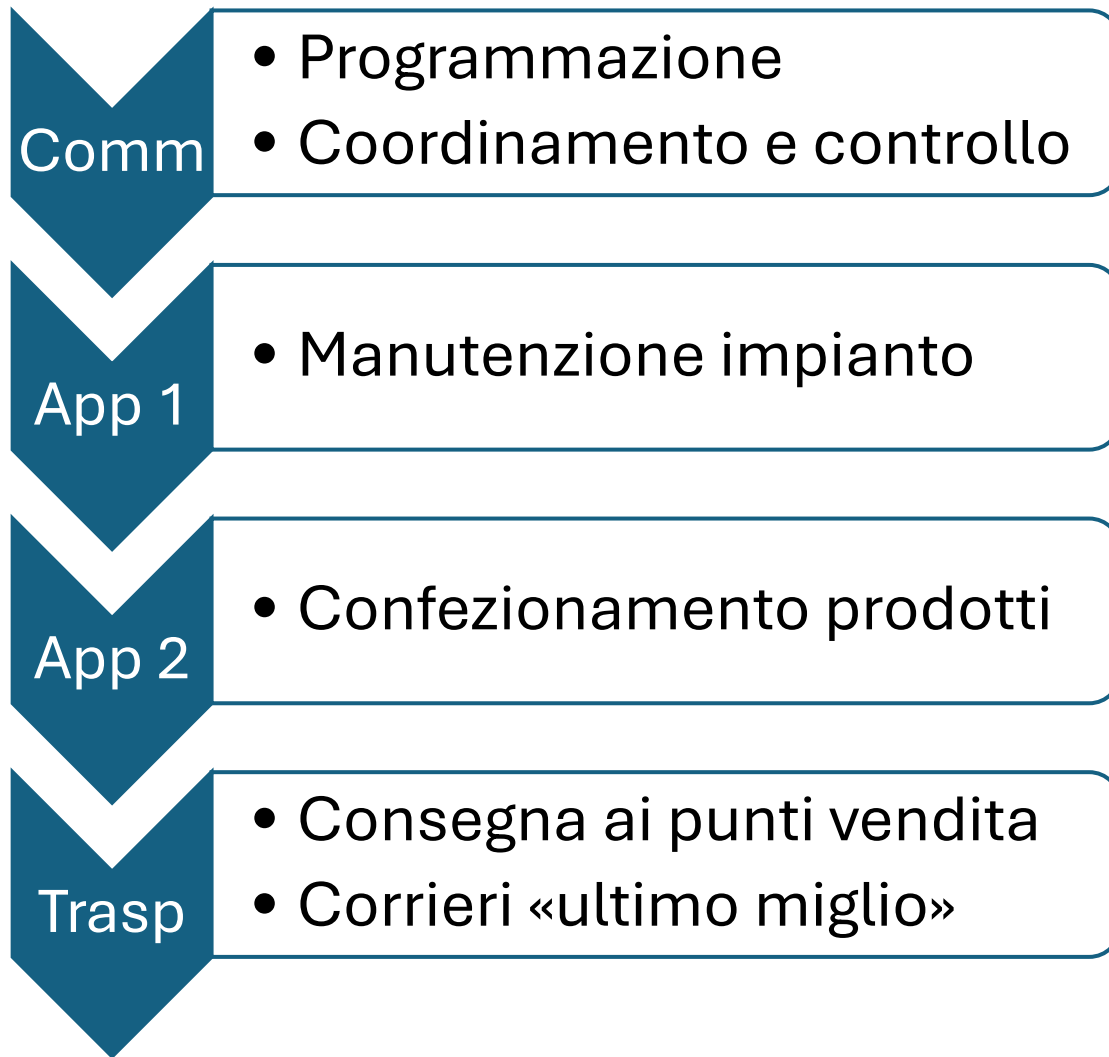 Comm
• Programmazione
• Coordinamento e controllo
App 1
• Manutenzione impianto
App 2
• Confezionamento prodotti
Trasp
• Consegna ai punti vendita
• Corrieri «ultimo miglio»